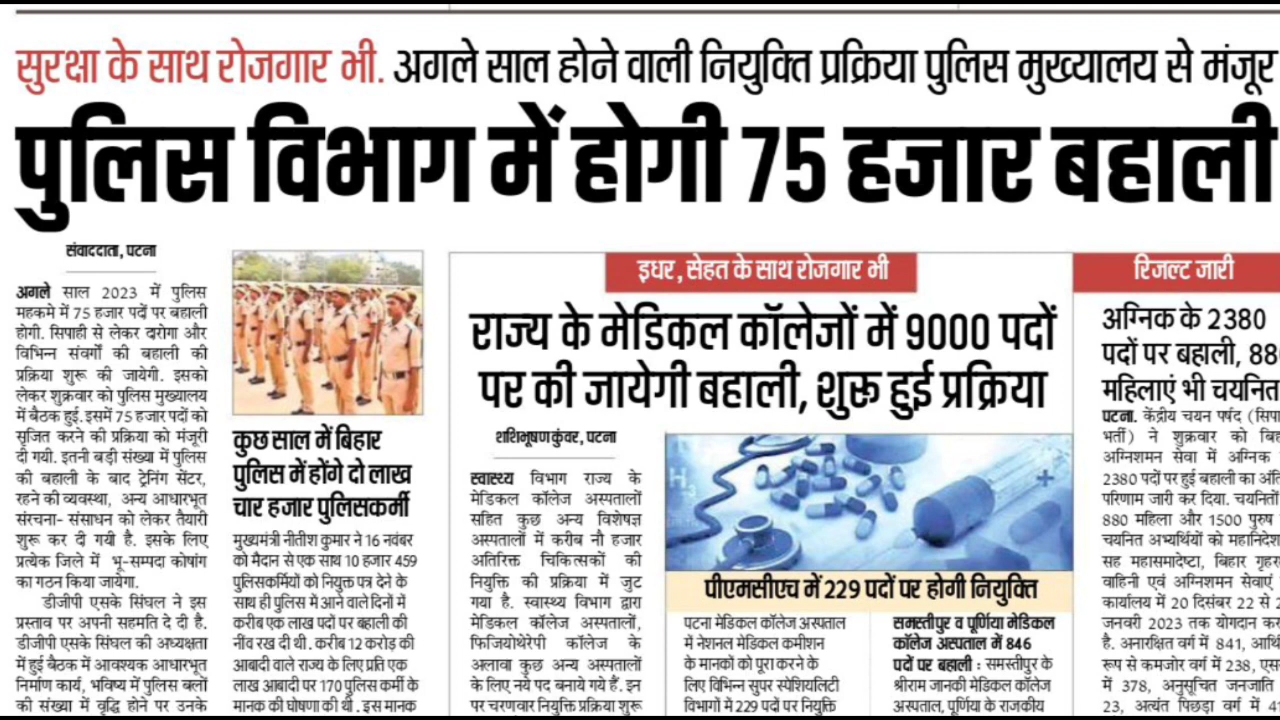 सुरक्षा के साथ रोजगार भी. अगले साल होने वाली नियुक्ति प्रक्रिया पुलिस मुख्यालय से मंजूर
पुलिस विभाग में होगी 75 हजार बहाली
संवाददाता, पटना
अगले साल 2023 में पुलिस
महकमे में 75 हजार पदों पर बहाली
होगी. सिपाही से लेकर दारोगा और
विभिन्न संवर्गों की बहाली की
प्रक्रिया शुरू की जायेगी. इसको
लेकर शुक्रवार को पुलिस मुख्यालय
में बैठक हुई. इसमें 75 हजार पदों को
सृजित करने की प्रक्रिया को मंजूरी
दी गयी. इतनी बड़ी संख्या में पुलिस
की बहाली के बाद ट्रेनिंग सेंटर,
रहने की व्यवस्था, अन्य आधारभूत
संरचना- संसाधन को लेकर तैयारी
शुरू कर दी गयी है. इसके लिए
प्रत्येक जिले में भू-सम्पदा कोषांग
का गठन किया जायेगा.
डीजीपी एसके सिंघल ने इस
प्रस्ताव पर अपनी सहमति दे दी है.
डीजीपी एसके सिंघल की अध्यक्षता
में हुई बैठक में आवश्यक आधारभूत
निर्माण कार्य, भविष्य में पुलिस बलों
की संख्या में वृद्धि होने पर उनके
कुछ साल में बिहार
पुलिस में होंगे दो लाख
चार हजार पुलिसकर्मी
मुख्यमंत्री नीतीश कुमार ने 16 नवंबर
को मैदान से एक साथ 10 हजार 459
पुलिसकर्मियों को नियुक्त पत्र देने के
साथ ही पुलिस में आने वाले दिनों में
करीब एक लाख पदों पर बहाली की
नींव रख दी थी. करीब 12 करोड़ की
आबादी वाले राज्य के लिए प्रति एक
लाख आबादी पर 170 पुलिस कर्मी के
मानक की घोषणा की थी. इस मानक
इधर, सेहत के साथ रोजगार भी
राज्य के मेडिकल कॉलेजों में 9000 पदों
पर की जायेगी बहाली, शुरू हुई प्रक्रिया
शशिभूषण कुंवर, पटना
स्वास्थ्य विभाग राज्य के
मेडिकल कॉलेज अस्पतालों
सहित कुछ अन्य विशेषज्ञ
अस्पतालों में करीब नौ हजार
अतिरिक्त चिकित्सकों की
नियुक्ति की प्रक्रिया में जुट
गया है. स्वास्थ्य विभाग द्वारा
मेडिकल कॉलेज अस्पतालों,
फिजियोथेरेपी कॉलेज के
अलावा कुछ अन्य अस्पतालों
के लिए नये पद बनाये गये हैं. इन
पर चरणवार नियुक्ति प्रक्रिया शुरू
पीएमसीएच में 229 पदों पर होगी नियुक्ति
पटना मेडिकल कॉलेज अस्पताल
में नेशनल मेडिकल कमीशन
के मानकों को पूरा करने के
लिए विभिन्न सुपर स्पेशियलिटी
विभागों में 229 पदों पर नियुक्ति
समस्तीपुर व पूर्णिया मेडिकल
कॉलेज अस्पताल में 846
पदों पर बहाली : समस्तीपुर के
श्रीराम जानकी मेडिकल कॉलेज
अस्पताल, पूर्णिया के राजकीय
रिजल्ट जारी
अग्निक के 2380
पदों पर बहाली, 880
महिलाएं भी चयनित
पटना. केंद्रीय चयन पर्षद (सिपा
भर्ती) ने शुक्रवार को बिह
अग्निशमन सेवा में अग्निक
2380 पदों पर हुई बहाली का अंति
परिणाम जारी कर दिया. चयनितों
880 महिला और 1500 पुरुष
चयनित अभ्यर्थियों को महानिदेश
सह महासमादेष्टा, बिहार गृहर
वाहिनी एवं अग्निशमन सेवाएं
कार्यालय में 20 दिसंबर 22 से 2
जनवरी 2023 तक योगदान कर
है. अनारक्षित वर्ग में 841, आर्थि
रूप से कमजोर वर्ग में 238, एस
में 378, अनुसूचित जनजाति
23, अत्यंत पिछड़ा वर्ग में 4